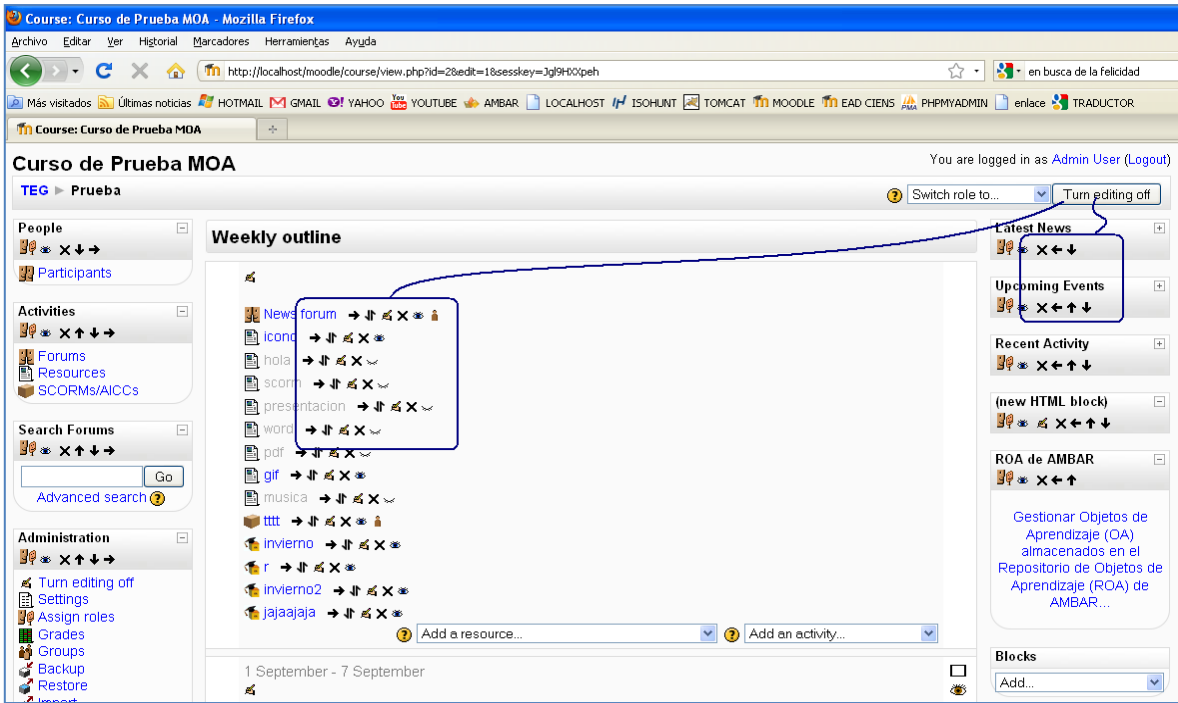 Course: Curso de Prueba MOA - Mozilla Firefox
Archivo Editar Ver Historial Marcadores Herramientas Ayuda
http://localhost/moodle/course/view.php?id=2&edit=1&sesskey=Jgl9HXXpeh en busca de la felicidad
Más visitados Últimas noticias HOTMAIL GMAIL YAHOO YOUTUBE AMBAR LOCALHOST ISOHUNT TOMCAT MOODLE EAD CIENS PHPMYADMIN enlace TRADUCTOR
Course: Curso de Prueba MOA
Curso de Prueba MOA
You are logged in as Admin User (Logout)
TEG ► Prueba
Switch role to...
Turn editing off
People
Participants
Activities
Forums
Resources
SCORMs/AICCs
Search Forums
Go
Advanced search
Administration
Turn editing off
Settings
Assign roles
Grades
Groups
Backup
Restore
Import
Weekly outline
News forum
icono
hola
scorm
presentacion
word
pdf
gif
musica
tttt
invierno
r
invierno2
jajaajaja
Add a resource...
Add an activity...
1 September - 7 September
Latest News
Upcoming Events
Recent Activity
(new HTML block)
ROA de AMBAR
Gestionar Objetos de
Aprendizaje (OA)
almacenados en el
Repositorio de Objetos de
Aprendizaje (ROA) de
AMBAR...
Blocks
Add...